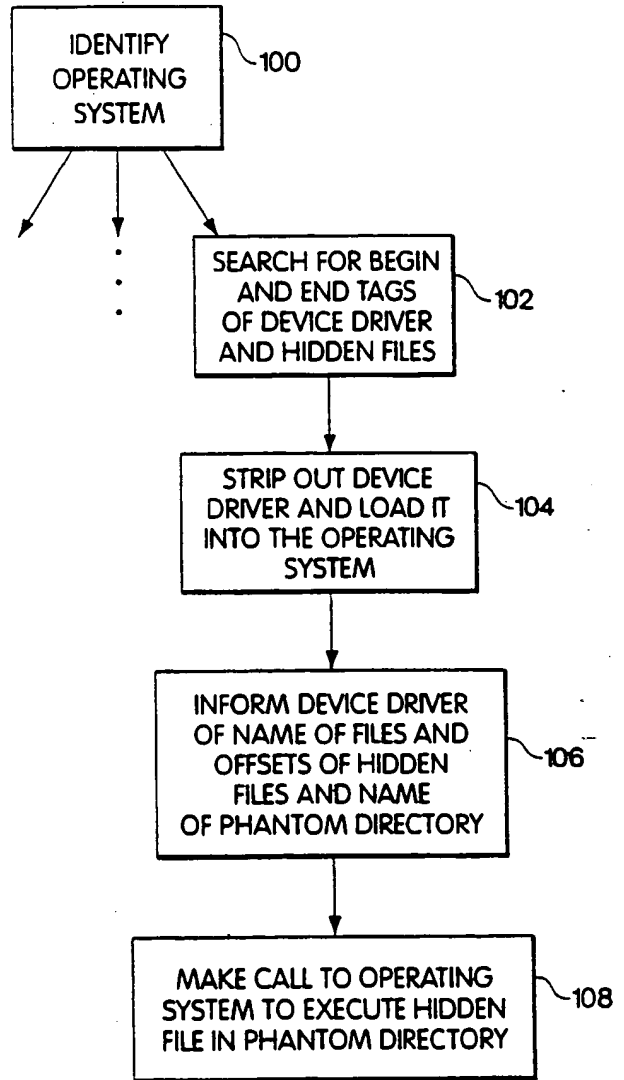 IDENTIFY
OPERATING
SYSTEM
100
SEARCH FOR BEGIN
AND END TAGS
OF DEVICE DRIVER
AND HIDDEN FILES
102
STRIP OUT DEVICE
DRIVER AND LOAD IT
INTO THE OPERATING
SYSTEM
104
INFORM DEVICE DRIVER
OF NAME OF FILES AND
OFFSETS OF HIDDEN
FILES AND NAME
OF PHANTOM DIRECTORY
106
MAKE CALL TO OPERATING
SYSTEM TO EXECUTE HIDDEN
FILE IN PHANTOM DIRECTORY
108